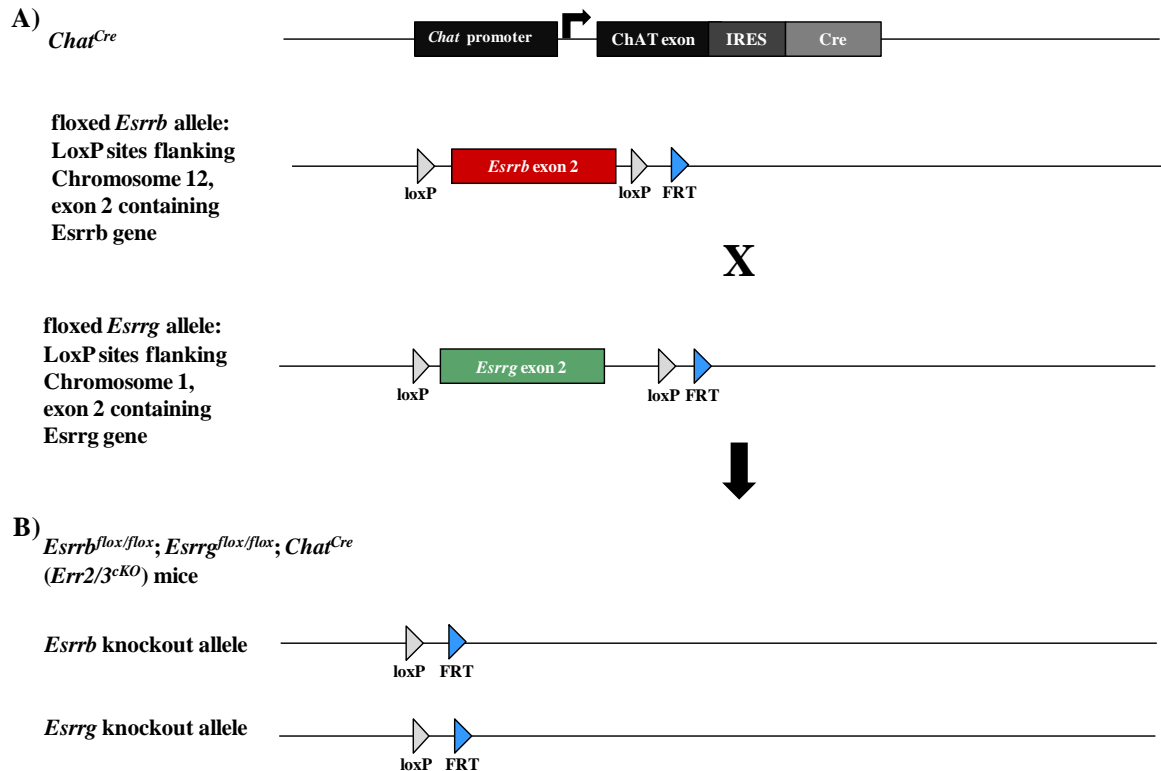 A)
Chat^Cre
Chat promoter
ChAT exon
IRES
Cre
floxed Esrrb allele:
LoxP sites flanking
Chromosome 12,
exon 2 containing
Esrrb gene
Esrrb exon 2
loxP
loxP
FRT
X
floxed Esrrg allele:
LoxP sites flanking
Chromosome 1,
exon 2 containing
Esrrg gene
Esrrg exon 2
loxP
loxP
FRT
B)
Esrrb^flox/flox; Esrrg^flox/flox; Chat^Cre
(Err2/3^cKO) mice
Esrrb knockout allele
loxP
FRT
Esrrg knockout allele
loxP
FRT